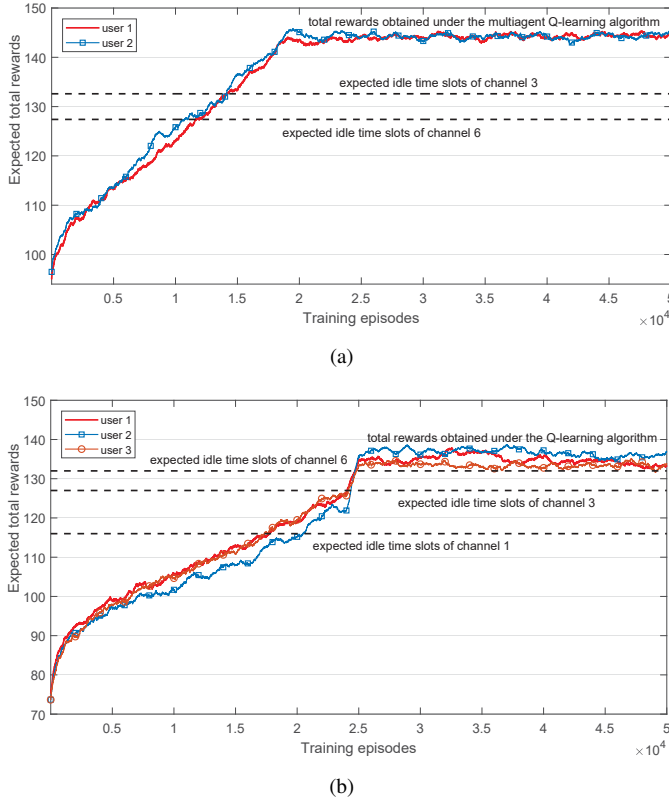 150
140
130
120
110
100
Expected total rewards
user 1
user 2
total rewards obtained under the multiagent Q-learning algorithm
expected idle time slots of channel 3
expected idle time slots of channel 6
0.5 1 1.5 2 2.5 3 3.5 4 4.5 5
Training episodes
×10⁴
(a)
150
140
130
120
110
100
90
80
70
Expected total rewards
user 1
user 2
user 3
total rewards obtained under the Q-learning algorithm
expected idle time slots of channel 6
expected idle time slots of channel 3
expected idle time slots of channel 1
0.5 1 1.5 2 2.5 3 3.5 4 4.5 5
Training episodes
×10⁴
(b)